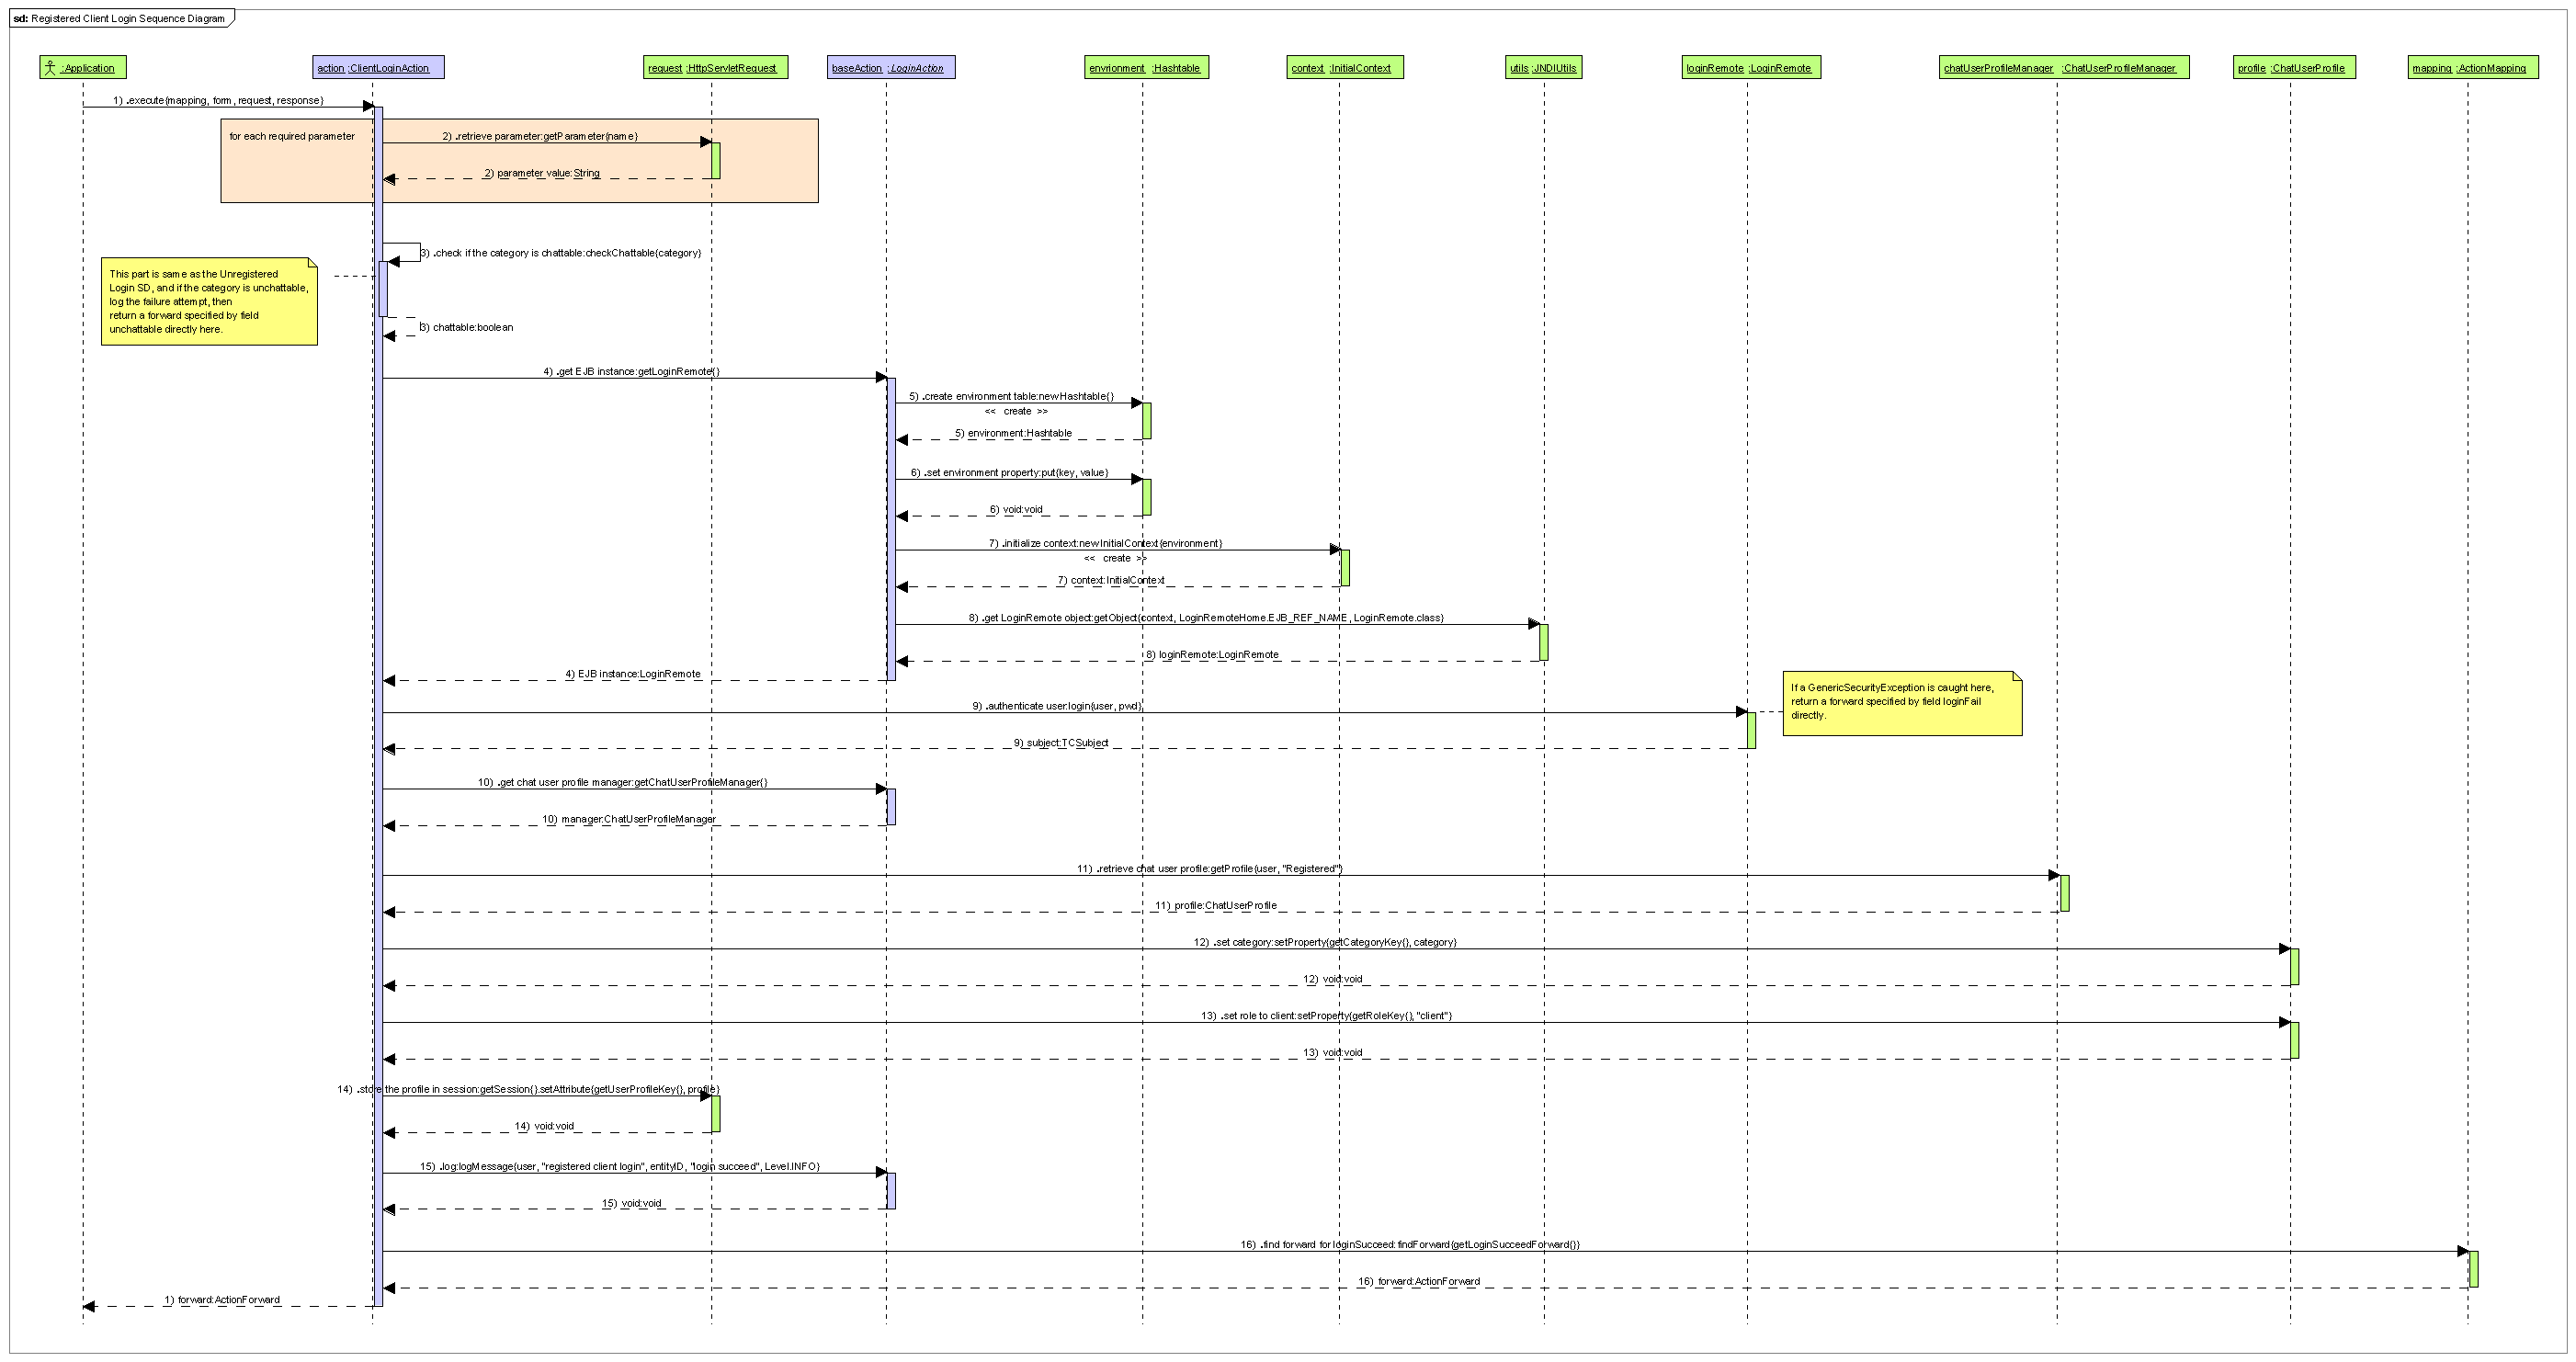 sd: Registered Client Login Sequence Diagram
:Application
action :ClientLoginAction
request :HttpServletRequest
baseAction :LoginAction
envrionment :Hashtable
context :InitialContext
utils :JNDIUtils
loginRemote :LoginRemote
chatUserProfileManager :ChatUserProfileManager
profile :ChatUserProfile
mapping :ActionMapping
1) .execute(mapping, form, request, response)
for each required parameter
2) .retrieve parameter:getParameter(name)
2) parameter value:String
3) .check if the category is chattable:checkChattable(category)
This part is same as the Unregistered
Login SD, and if the category is unchattable,
log the failure attempt, then
return a forward specified by field
unchattable directly here.
3) chattable:boolean
4) .get EJB instance:getLoginRemote()
5) .create environment table:new Hashtable()
<< create >>
5) environment:Hashtable
6) .set environment property:put(key, value)
6) void:void
7) .initialize context:new InitialContext(environment)
<< create >>
7) context:InitialContext
8) .get LoginRemote object:getObject(context, LoginRemoteHome.EJB_REF_NAME, LoginRemote.class)
8) loginRemote:LoginRemote
4) EJB instance:LoginRemote
If a GenericSecurityException is caught here,
return a forward specified by field loginFail
directly.
9) .authenticate user:login(user, pwd)
9) subject:TCSubject
10) .get chat user profile manager:getChatUserProfileManager()
10) manager:ChatUserProfileManager
11) .retrieve chat user profile:getProfile(user, "Registered")
11) profile:ChatUserProfile
12) .set category:setProperty(getCategoryKey(), category)
12) void:void
13) .set role to client:setProperty(getRoleKey(), "client")
13) void:void
14) .store the profile in session:getSession().setAttribute(getUserProfileKey(), profile)
14) void:void
15) .log:logMessage(user, "registered client login", entityID, "login succeed", Level.INFO)
15) void:void
16) .find forward for loginSucceed:findForward(getLoginSucceedForward())
16) forward:ActionForward
1) forward:ActionForward